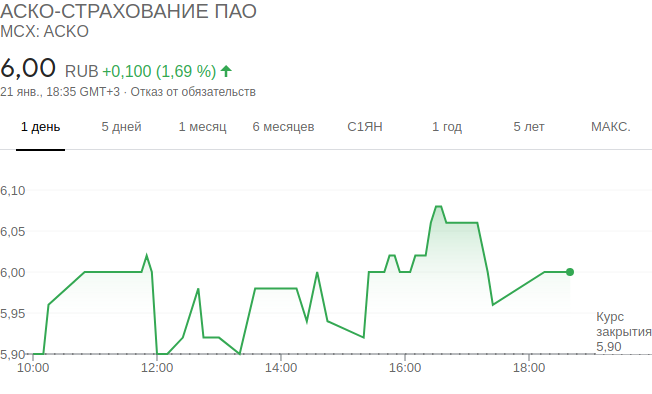 АСКО-СТРАХОВАНИЕ ПАО
MCX: АСКО
6,00 RUB +0,100 (1,69 %)
21 янв., 18:35 GMT+3 · Отказ от обязательств
1 день 5 дней 1 месяц 6 месяцев С1ЯН 1 год 5 лет МАКС.
6,10
6,05
6,00
5,95
Курс
закрытия
5,90
5,90
10:00 12:00 14:00 16:00 18:00